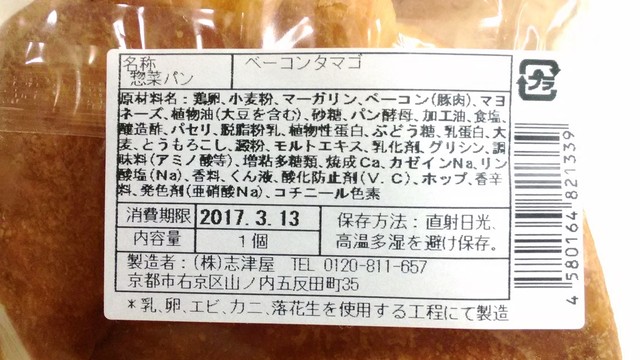 名称 ベーコンタマゴ
惣菜パン
プラ
原材料名:鶏卵、小麦粉、マーガリン、ベーコン(豚肉)、マヨ
ネーズ、植物油(大豆を含む)、砂糖、パン酵母、加工油、食塩、
醸造酢、パセリ、脱脂粉乳、植物性蛋白、ぶどう糖、乳蛋白、大
麦、とうもろこし、澱粉、モルトエキス、乳化剤、グリシン、調
味料(アミノ酸等)、増粘多糖類、焼成Ca、カゼインNa、リン
酸塩(Na)、香料、くん液、酸化防止剤(V.C)、ホップ、香辛
料、発色剤(亜硝酸Na)、コチニール色素
消費期限 2017.3.13
内容量 1個
保存方法:直射日光、
高温多湿を避け保存。
製造者:(株)志津屋 TEL 0120-811-657
京都市右京区山ノ内五反田町35
*乳、卵、エビ、カニ、落花生を使用する工程にて製造
4 580164 821339